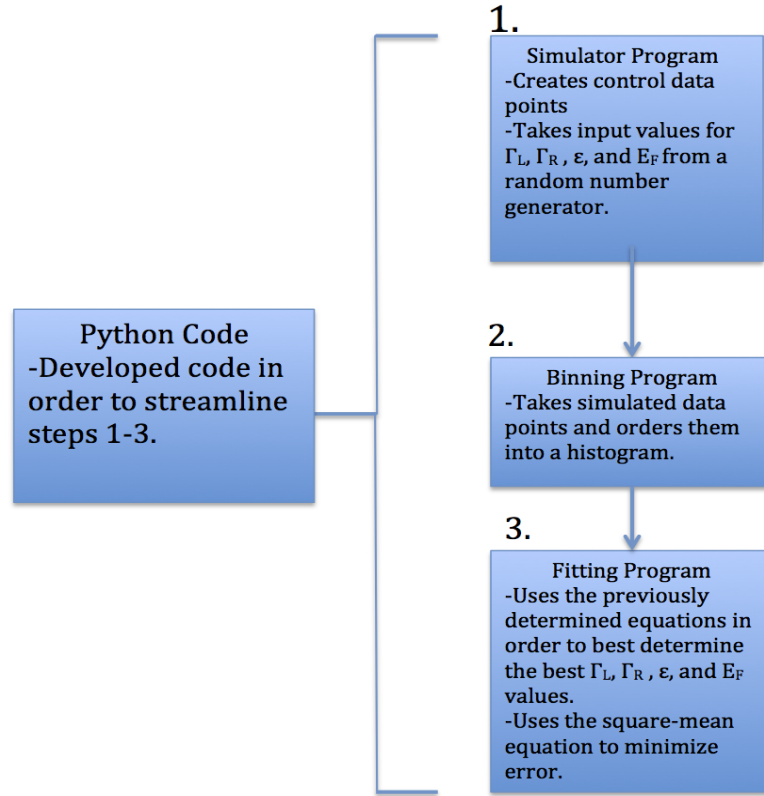 Python Code
-Developed code in
order to streamline
steps 1-3.
1.
Simulator Program
-Creates control data
points
-Takes input values for
ΓL, ΓR , ε, and EF from a
random number
generator.
2.
Binning Program
-Takes simulated data
points and orders them
into a histogram.
3.
Fitting Program
-Uses the previously
determined equations in
order to best determine
the best ΓL, ΓR , ε, and EF
values.
-Uses the square-mean
equation to minimize
error.